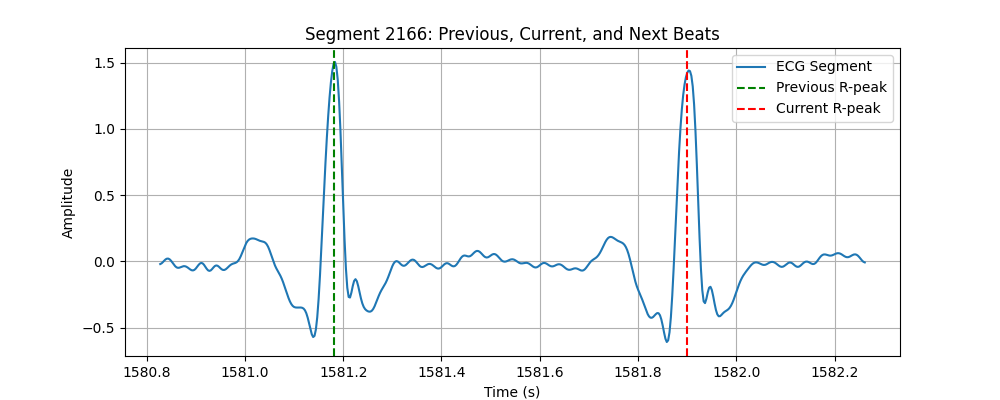 Segment 2166: Previous, Current, and Next Beats
ECG Segment
Previous R-peak
Current R-peak
Amplitude
1.5
1.0
0.5
0.0
−0.5
1580.8 1581.0 1581.2 1581.4 1581.6 1581.8 1582.0 1582.2
Time (s)